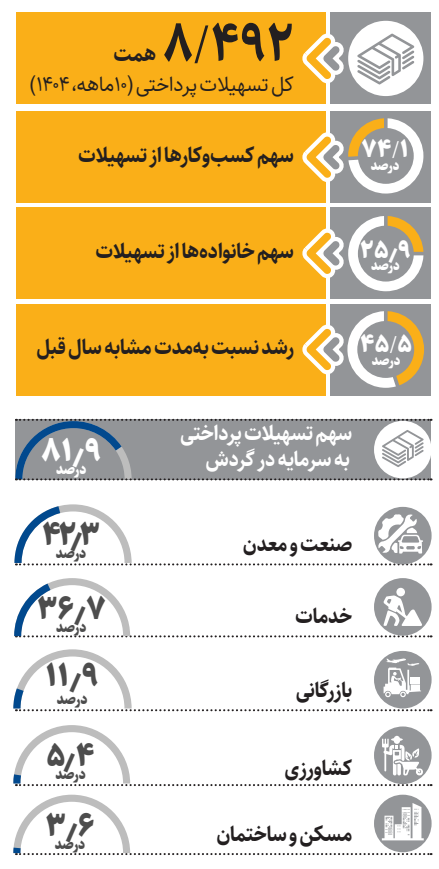 ۸/۴۹۲ همت
کل تسهیلات پرداختی (۱۰ماهه، ۱۴۰۴)
۷۴/۱
درصد
سهم کسب‌وکارها از تسهیلات
۲۵٫۹
درصد
سهم خانواده‌ها از تسهیلات
۴۵/۵
درصد
رشد نسبت به‌مدت مشابه سال قبل
سهم تسهیلات پرداختی
به سرمایه در گردش
۸۱٫۹
درصد
صنعت و معدن
۴۲٫۳
درصد
خدمات
۳۶٫۷
درصد
بازرگانی
۱۱٫۹
درصد
کشاورزی
۵٫۴
درصد
مسکن و ساختمان
۳٫۶
درصد